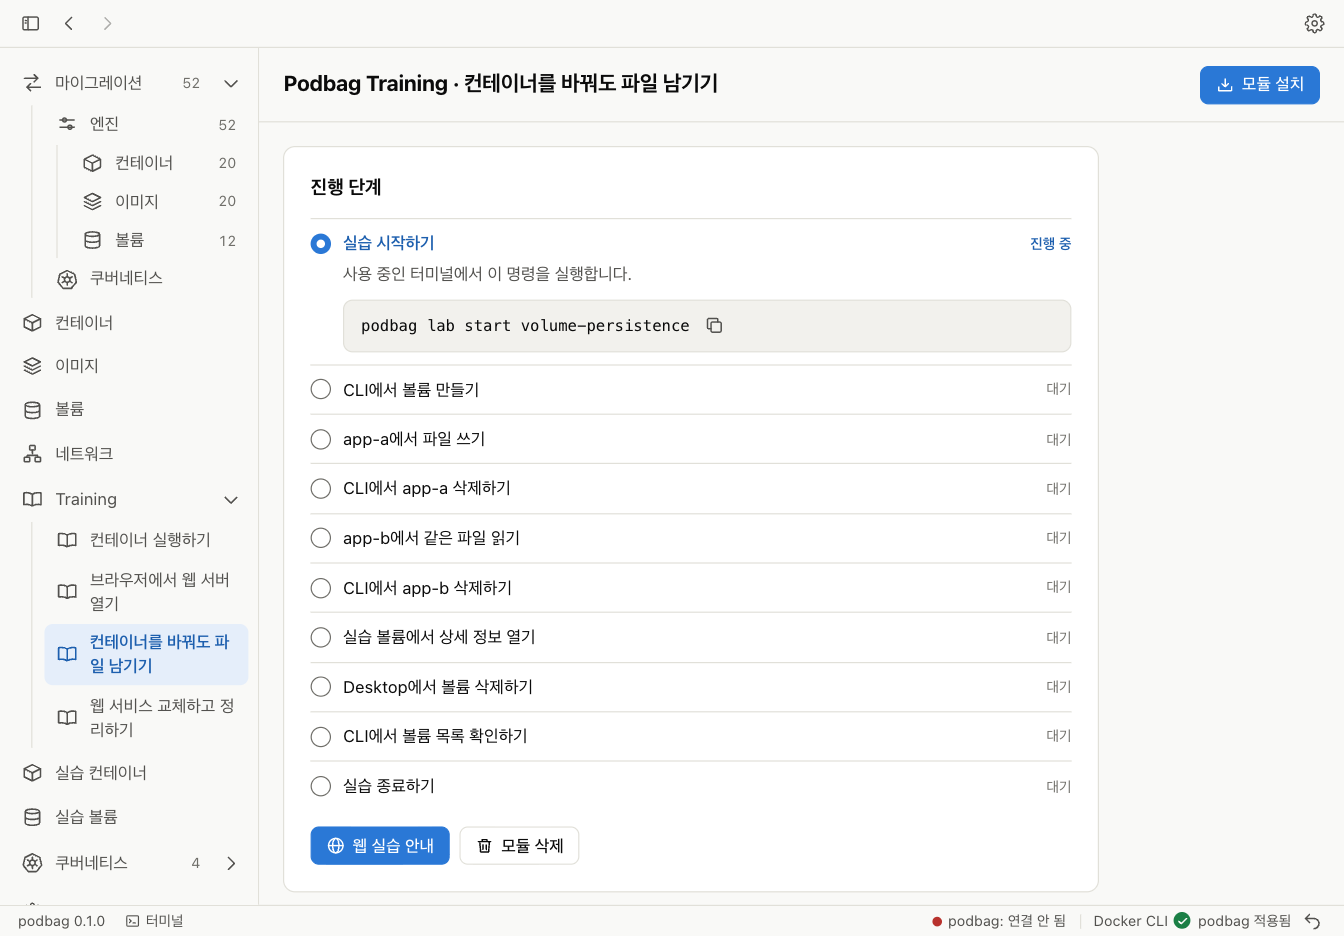 마이그레이션 52
엔진 52
컨테이너 20
이미지 20
볼륨 12
쿠버네티스
컨테이너
이미지
볼륨
네트워크
Training
컨테이너 실행하기
브라우저에서 웹 서버
열기
컨테이너를 바꿔도 파
일 남기기
웹 서비스 교체하고 정
리하기
실습 컨테이너
실습 볼륨
쿠버네티스 4
Podbag Training · 컨테이너를 바꿔도 파일 남기기
모듈 설치
진행 단계
실습 시작하기 진행 중
사용 중인 터미널에서 이 명령을 실행합니다.
podbag lab start volume-persistence
CLI에서 볼륨 만들기 대기
app-a에서 파일 쓰기 대기
CLI에서 app-a 삭제하기 대기
app-b에서 같은 파일 읽기 대기
CLI에서 app-b 삭제하기 대기
실습 볼륨에서 상세 정보 열기 대기
Desktop에서 볼륨 삭제하기 대기
CLI에서 볼륨 목록 확인하기 대기
실습 종료하기 대기
웹 실습 안내 모듈 삭제
podbag 0.1.0 터미널 podbag: 연결 안 됨 Docker CLI podbag 적용됨